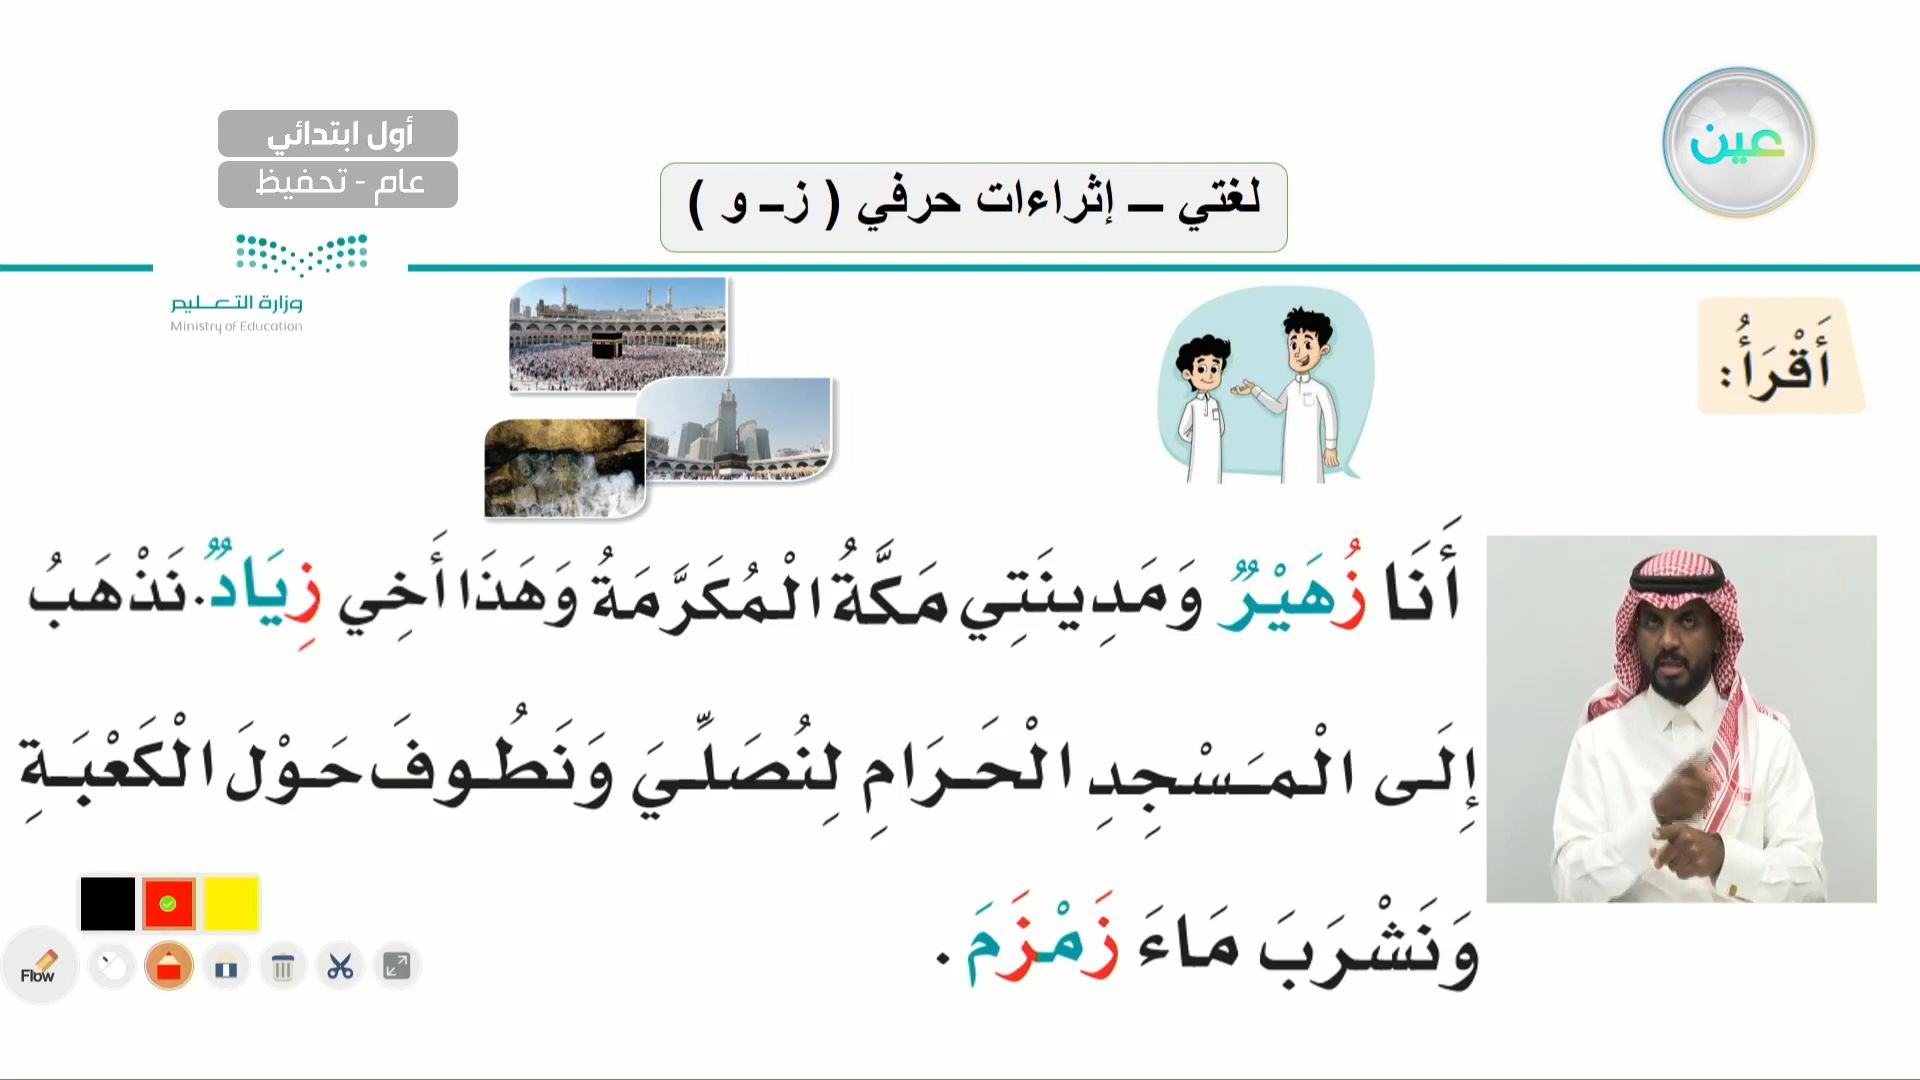 عين
أول ابتدائي
عام - تحفيظ
لغتي – إثراءات حرفي ( زـ و )
وزارة التعليم
Ministry of Education
أَقْرَأُ:
أَنَا زُهَيْرٌ وَمَدِينَتِي مَكَّةُ الْمُكَرَّمَةُ وَهَذَا أَخِي زِيَادٌ. نَذْهَبُ
إِلَى الْمَسْجِدِ الْحَرَامِ لِنُصَلِّيَ وَنَطُوفَ حَوْلَ الْكَعْبَةِ
وَنَشْرَبَ مَاءَ زَمْزَمَ .
Flow